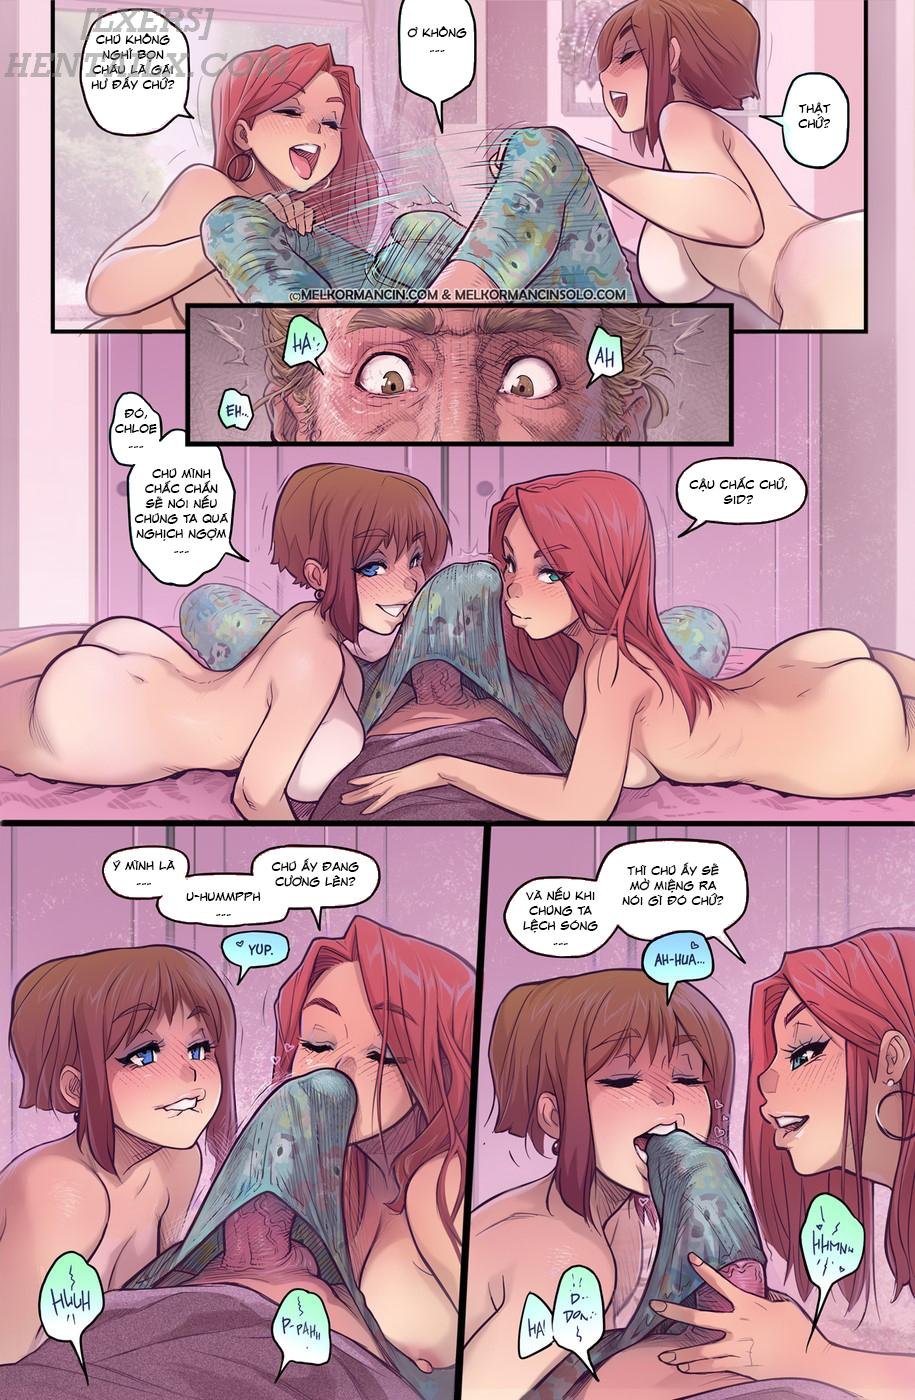 [LXERS]
HENTAILX.COM
CHÚ KHÔNG
NGHĨ BỌN
CHÁU LÀ GÁI
HƯ ĐẤY CHỨ?
Ơ KHÔNG
---
THẬT
CHỨ?
©MELKORMANCIN.COM & MELKORMANCINSOLO.COM
HA
AH
EH..
ĐÓ,
CHLOE
---
CHÚ MÌNH
CHẮC CHẮN
SẼ NÓI NẾU
CHÚNG TA QUÁ
NGHỊCH NGỢM
---
CẬU CHẮC CHỨ,
SID?
Ý MÌNH LÀ
---
U-HUMMPPH
---
CHÚ ẤY ĐANG
CƯƠNG LÊN?
YUP.
HUUH
P-PAH
VÀ NẾU KHI
CHÚNG TA
LỆCH SÓNG
---
THÌ CHÚ ẤY SẼ
MỞ MIỆNG RA
NÓI GÌ ĐÓ CHỨ?
AH-HUA...
HHMN
D-
DON..
HA!